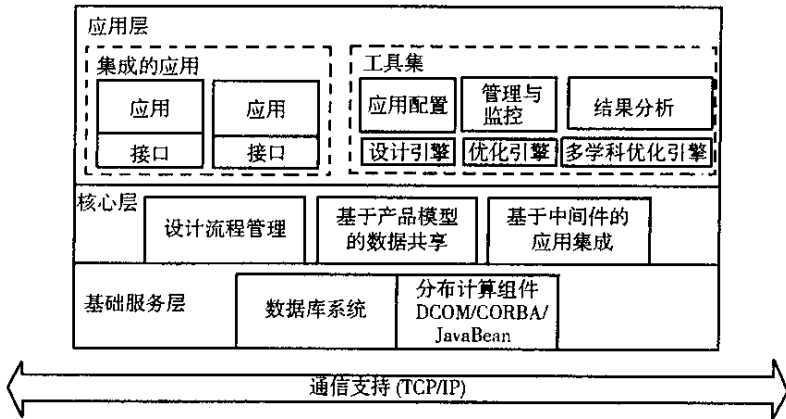 应用层
集成的应用
工具集
应用
应用
接口
接口
应用配置
管理与
监控
结果分析
设计引擎
优化引擎
多学科优化引擎
核心层
设计流程管理
基于产品模型
的数据共享
基于中间件的
应用集成
基础服务层
数据库系统
分布计算组件
DCOM/CORBA/
JavaBean
通信支持 (TCP/IP)